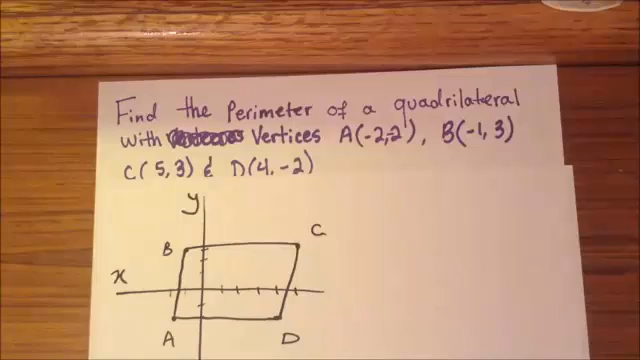 Find the Perimeter of a quadrilateral
with Vertices A(-2,-2), B(-1, 3)
C(5,3) & D(4,-2)
y
B
C
x
A
D